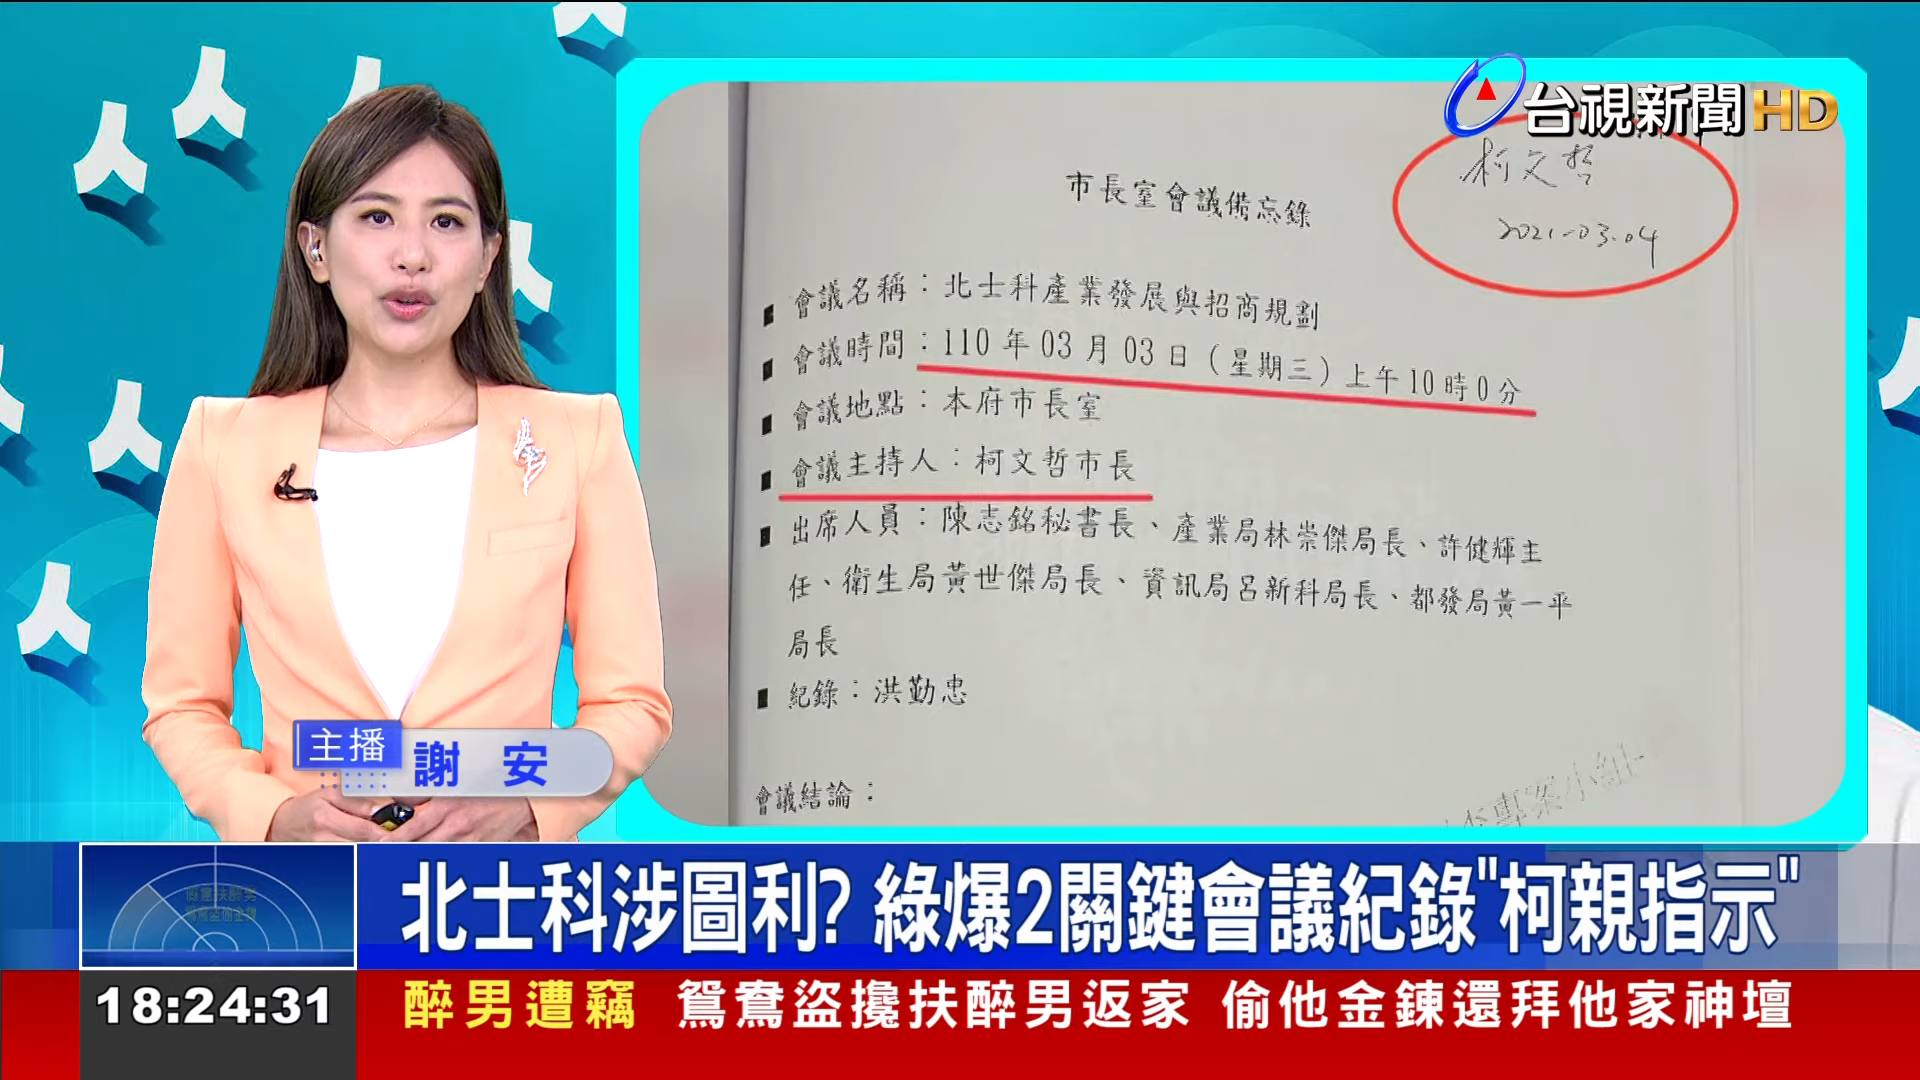 台視新聞HD
柯文哲
2021-03.04
市長室會議備忘錄
會議名稱：北士科產業發展與招商規劃
會議時間：110年03月03日（星期三）上午10時0分
會議地點：本府市長室
會議主持人：柯文哲市長
出席人員：陳志銘秘書長、產業局林崇傑局長、許健輝主
任、衛生局黃世傑局長、資訊局呂新科局長、都發局黃一平
局長
紀錄：洪勤忠
會議結論：
專案小組
主播 謝安
北士科涉圖利? 綠爆2關鍵會議紀錄"柯親指示"
18:24:31
醉男遭竊 鴛鴦盜攙扶醉男返家 偷他金鍊還拜他家神壇